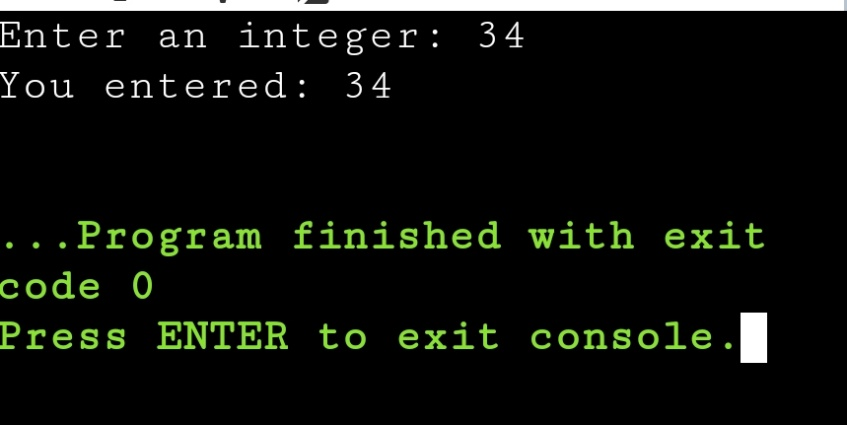 Enter an integer: 34
You entered: 34
...Program finished with exit
code 0
Press ENTER to exit console.